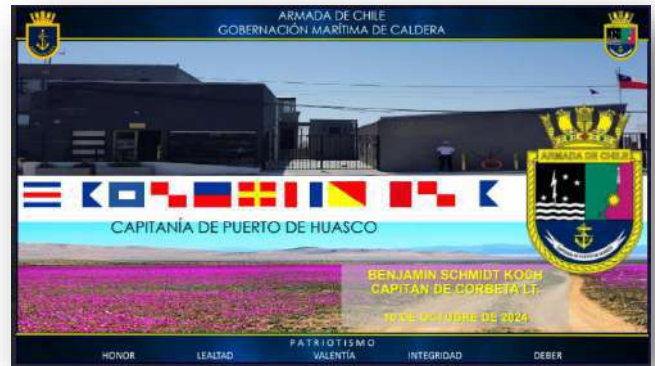 ARMADA DE CHILE
GOBERNACIÓN MARÍTIMA DE CALDERA
ARMADA DE CHILE
CAPITANÍA DE PUERTO DE HUASCO
BENJAMIN SCHMIDT KOCH
CAPITÁN DE CORBETA LT.
10 DE OCTUBRE DE 2024
PATRIOTISMO
HONOR LEALTAD VALENTÍA INTEGRIDAD DEBER